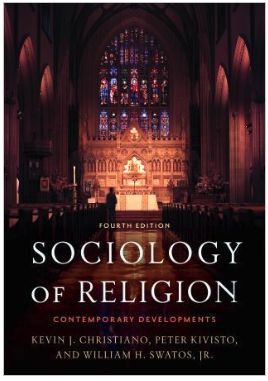 FOURTH EDITION
SOCIOLOGY
OF RELIGION
CONTEMPORARY DEVELOPMENTS
KEVIN J. CHRISTIANO, PETER KIVISTO,
AND WILLIAM H. SWATOS, JR.